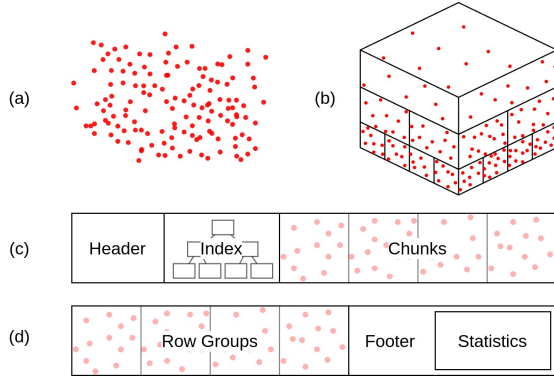 (a)
(b)
(c)
Header
Index
Chunks
(d)
Row Groups
Footer
Statistics